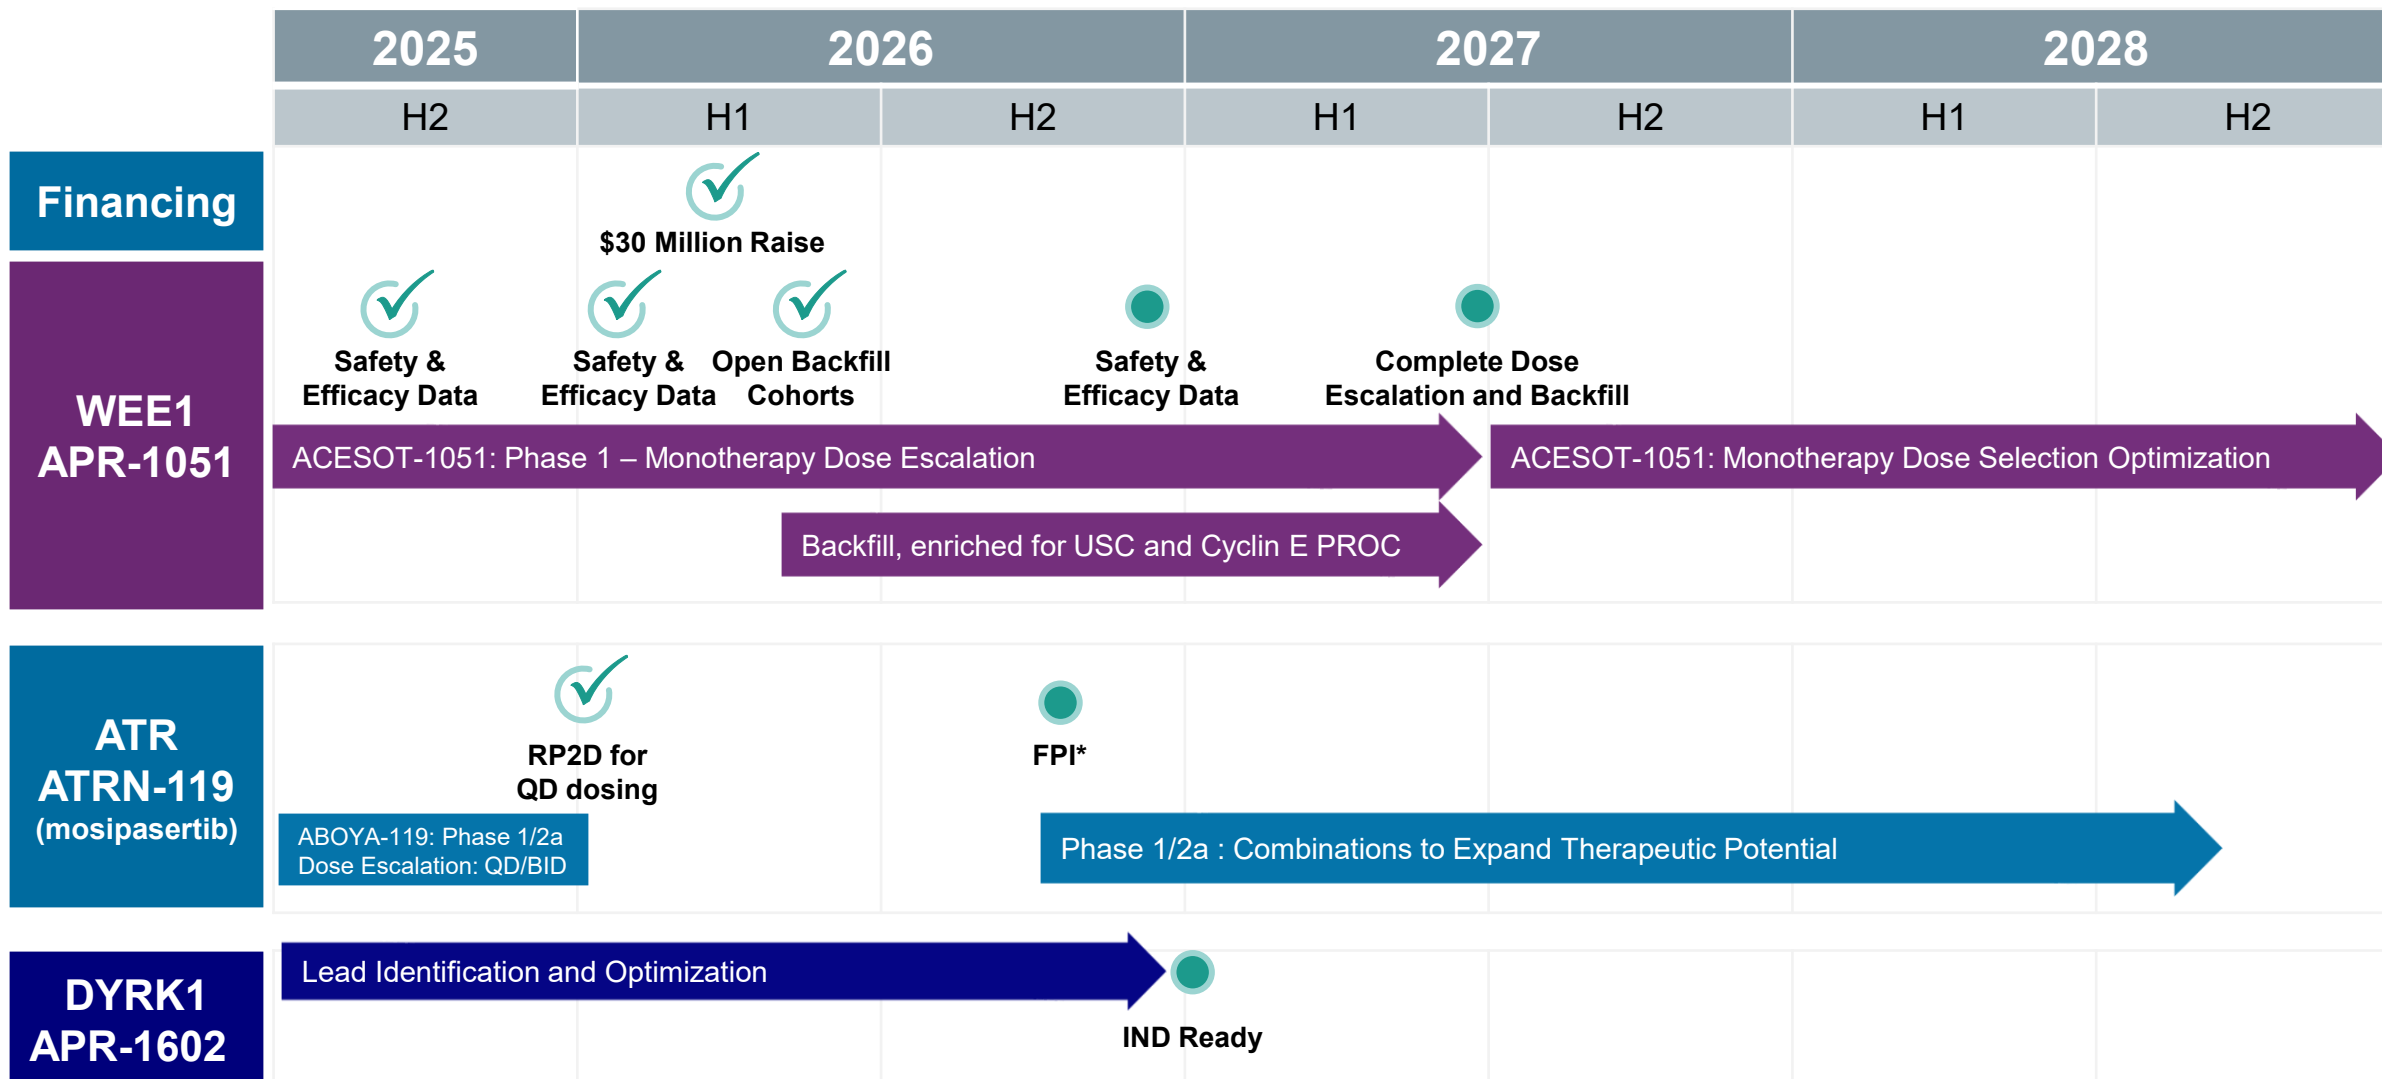 2025
2026
2027
2028
H2
H1
H2
H1
H2
H1
H2
Financing
$30 Million Raise
WEE1
APR-1051
Safety &
Efficacy Data
Safety &
Efficacy Data
Open Backfill
Cohorts
Safety &
Efficacy Data
Complete Dose
Escalation and Backfill
ACESOT-1051: Phase 1 – Monotherapy Dose Escalation
ACESOT-1051: Monotherapy Dose Selection Optimization
Backfill, enriched for USC and Cyclin E PROC
ATR
ATRN-119
(mosipasertib)
RP2D for
QD dosing
FPI*
ABOYA-119: Phase 1/2a
Dose Escalation: QD/BID
Phase 1/2a : Combinations to Expand Therapeutic Potential
DYRK1
APR-1602
Lead Identification and Optimization
IND Ready